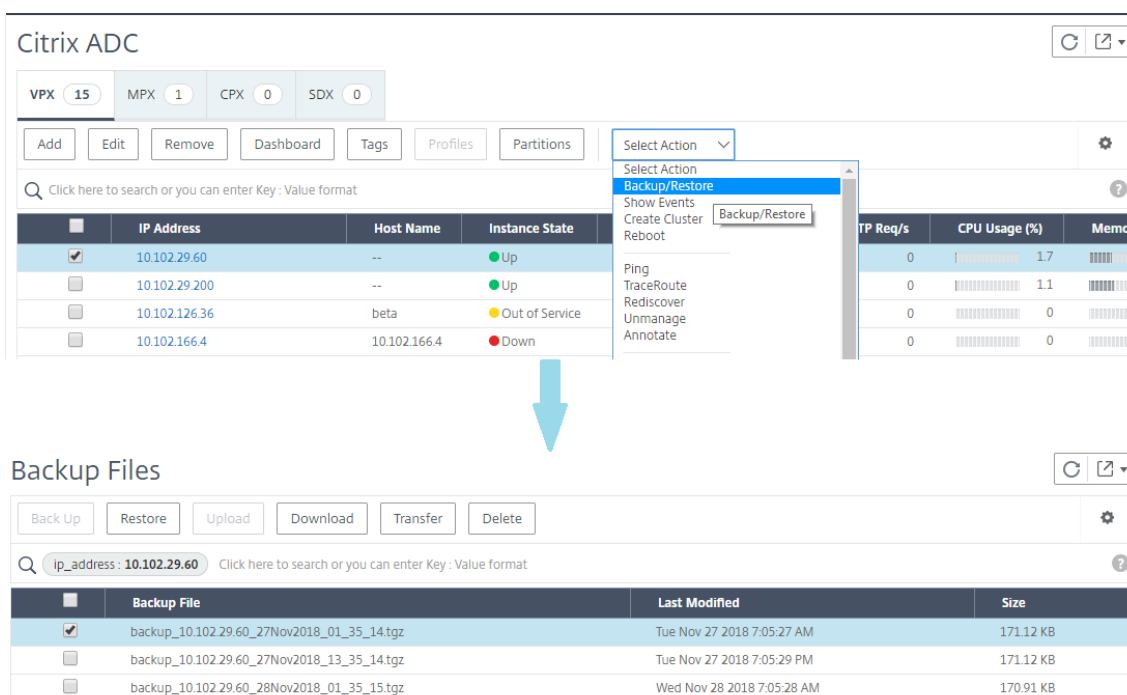 Citrix ADC
VPX 15 MPX 1 CPX 0 SDX 0
Add Edit Remove Dashboard Tags Profiles Partitions Select Action
Click here to search or you can enter Key : Value format
Select Action
Backup/Restore
Show Events
Create Cluster
Reboot
Ping
TraceRoute
Rediscover
Unmanage
Annotate
Backup/Restore
IP Address Host Name Instance State TP Req/s CPU Usage (%) Memo
10.102.29.60 -- Up 0 1.7
10.102.29.200 -- Up 0 1.1
10.102.126.36 beta Out of Service 0 0
10.102.166.4 10.102.166.4 Down 0 0
Backup Files
Back Up Restore Upload Download Transfer Delete
ip_address : 10.102.29.60 Click here to search or you can enter Key : Value format
Backup File Last Modified Size
backup_10.102.29.60_27Nov2018_01_35_14.tgz Tue Nov 27 2018 7:05:27 AM 171.12 KB
backup_10.102.29.60_27Nov2018_13_35_14.tgz Tue Nov 27 2018 7:05:29 PM 171.12 KB
backup_10.102.29.60_28Nov2018_01_35_15.tgz Wed Nov 28 2018 7:05:28 AM 170.91 KB